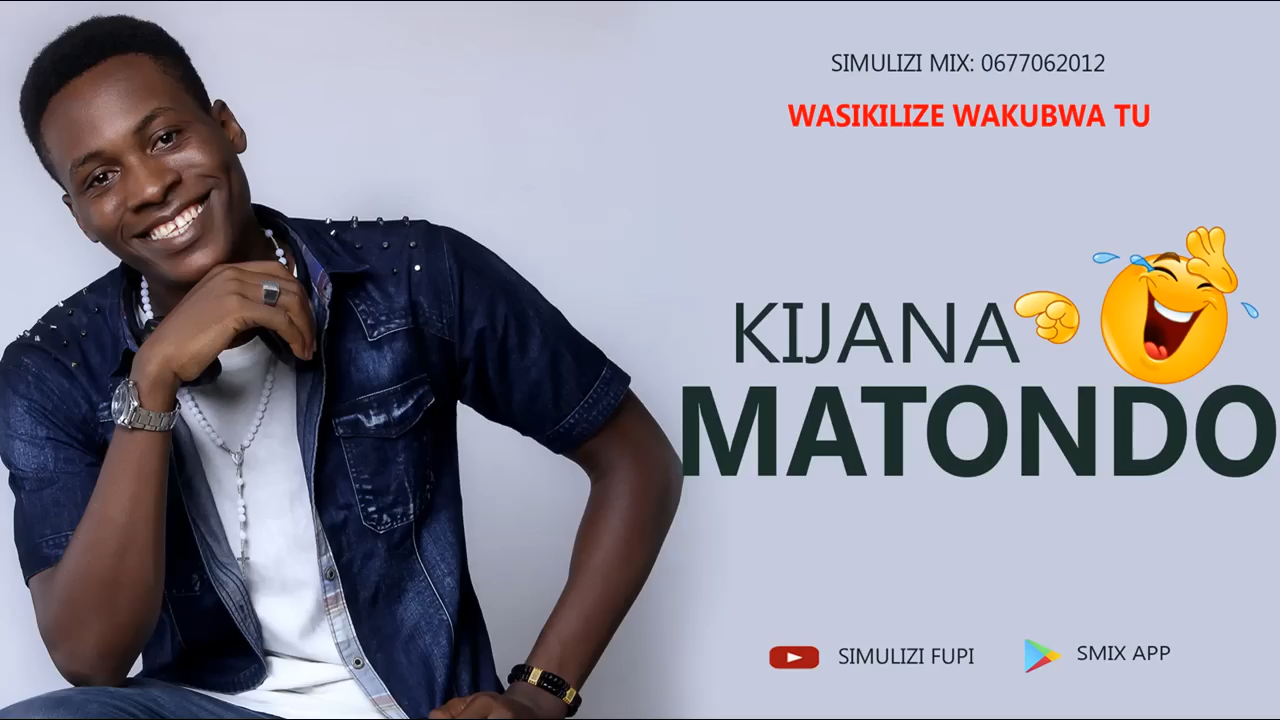 SIMULIZI MIX: 0677062012
WASIKILIZE WAKUBWA TU
KIJANA
MATONDO
SIMULIZI FUPI
SMIX APP